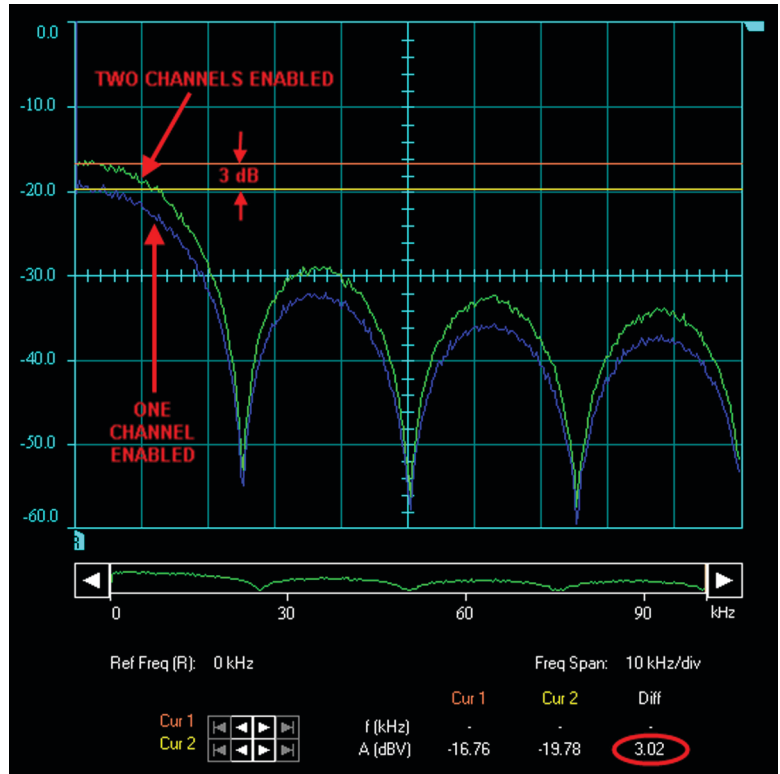 0.0
TWO CHANNELS ENABLED
-10.0
3 dB
-20.0
-30.0
-40.0
ONE
CHANNEL
ENABLED
-50.0
-60.0
0 30 60 90 kHz
Ref Freq (R): 0 kHz Freq Span: 10 kHz/div
Cur 1 Cur 2 Diff
Cur 1 f (kHz) - - -
Cur 2 A (dBV) -16.76 -19.78 3.02